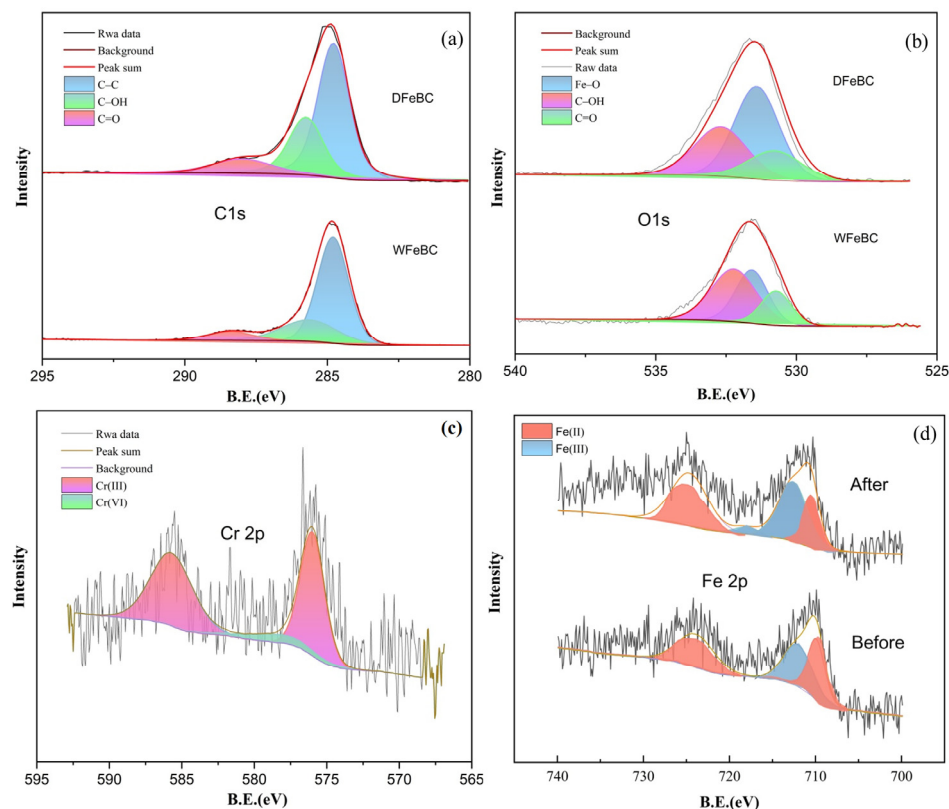 (a)
Rwa data
Background
Peak sum
C–C
C–OH
C=O
DFeBC
C1s
WFeBC
Intensity
295 290 285 280
B.E.(eV)
(b)
Background
Peak sum
Raw data
Fe–O
C–OH
C=O
DFeBC
O1s
WFeBC
Intensity
540 535 530 525
B.E.(eV)
(c)
Rwa data
Peak sum
Background
Cr(III)
Cr(VI)
Cr 2p
Intensity
595 590 585 580 575 570 565
B.E.(eV)
(d)
Fe(II)
Fe(III)
After
Fe 2p
Before
Intensity
740 730 720 710 700
B.E.(eV)